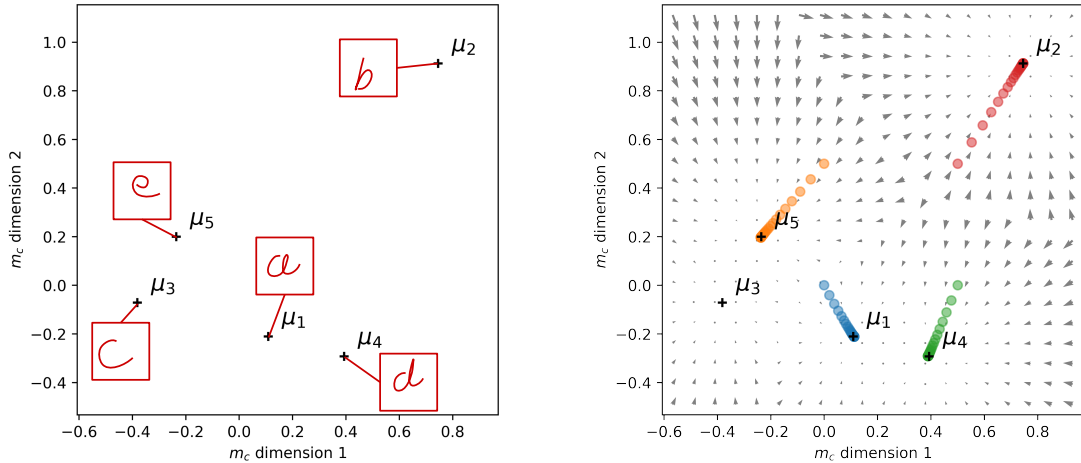 1.0
0.8
0.6
0.4
0.2
0.0
−0.2
−0.4
−0.6 −0.4 −0.2 0.0 0.2 0.4 0.6 0.8
m_c dimension 1
m_c dimension 2
μ₂
b
e
μ₅
a
μ₃
μ₁
c
μ₄
d
1.0
0.8
0.6
0.4
0.2
0.0
−0.2
−0.4
−0.6 −0.4 −0.2 0.0 0.2 0.4 0.6 0.8
m_c dimension 1
m_c dimension 2
μ₂
μ₅
μ₃
μ₁
μ₄